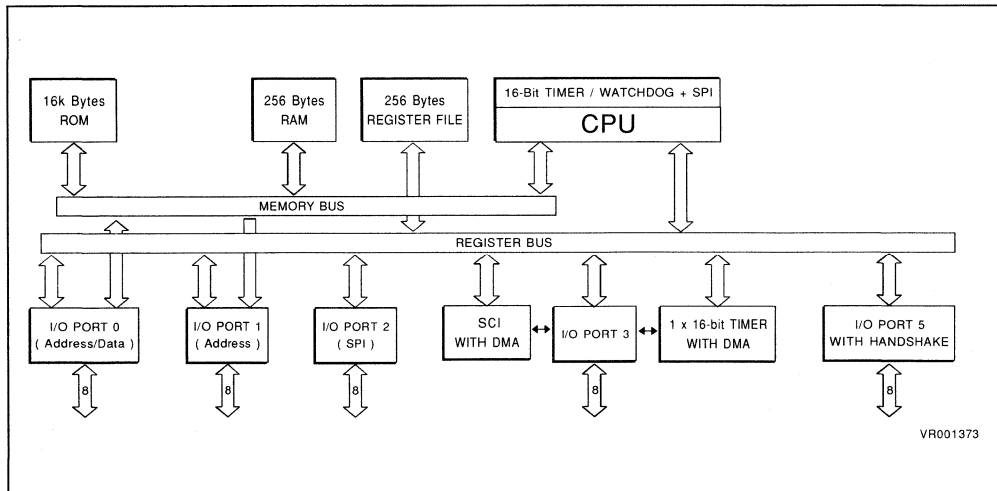 16k Bytes
ROM
256 Bytes
RAM
256 Bytes
REGISTER FILE
16-Bit TIMER / WATCHDOG + SPI
CPU
MEMORY BUS
REGISTER BUS
I/O PORT 0
( Address/Data )
I/O PORT 1
( Address )
I/O PORT 2
( SPI )
SCI
WITH DMA
I/O PORT 3
1 x 16-bit TIMER
WITH DMA
I/O PORT 5
WITH HANDSHAKE
8
8
8
8
8
VR001373